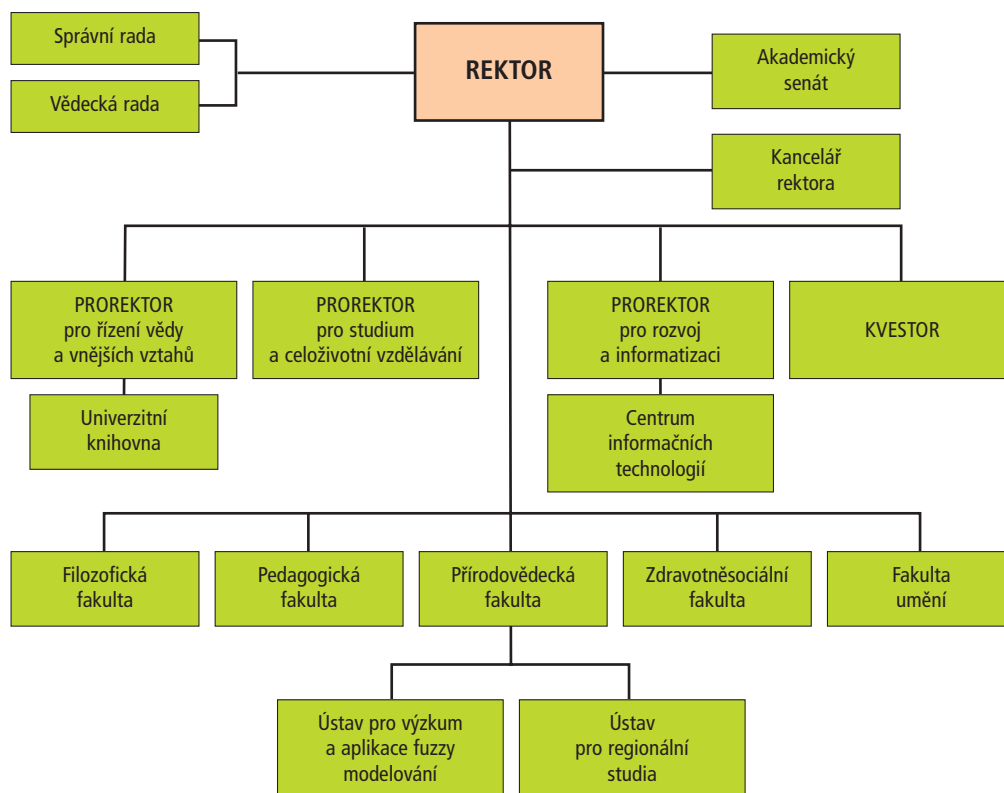 Správní rada
Vědecká rada
REKTOR
Akademický
senát
Kancelář
rektora
PROREKTOR
pro řízení vědy
a vnějších vztahů
PROREKTOR
pro studium
a celoživotní vzdělávání
PROREKTOR
pro rozvoj
a informatizaci
KVESTOR
Univerzitní
knihovna
Centrum
informačních
technologií
Filozofická
fakulta
Pedagogická
fakulta
Přírodovědecká
fakulta
Zdravotněsociální
fakulta
Fakulta
umění
Ústav pro výzkum
a aplikace fuzzy
modelování
Ústav
pro regionální
studia